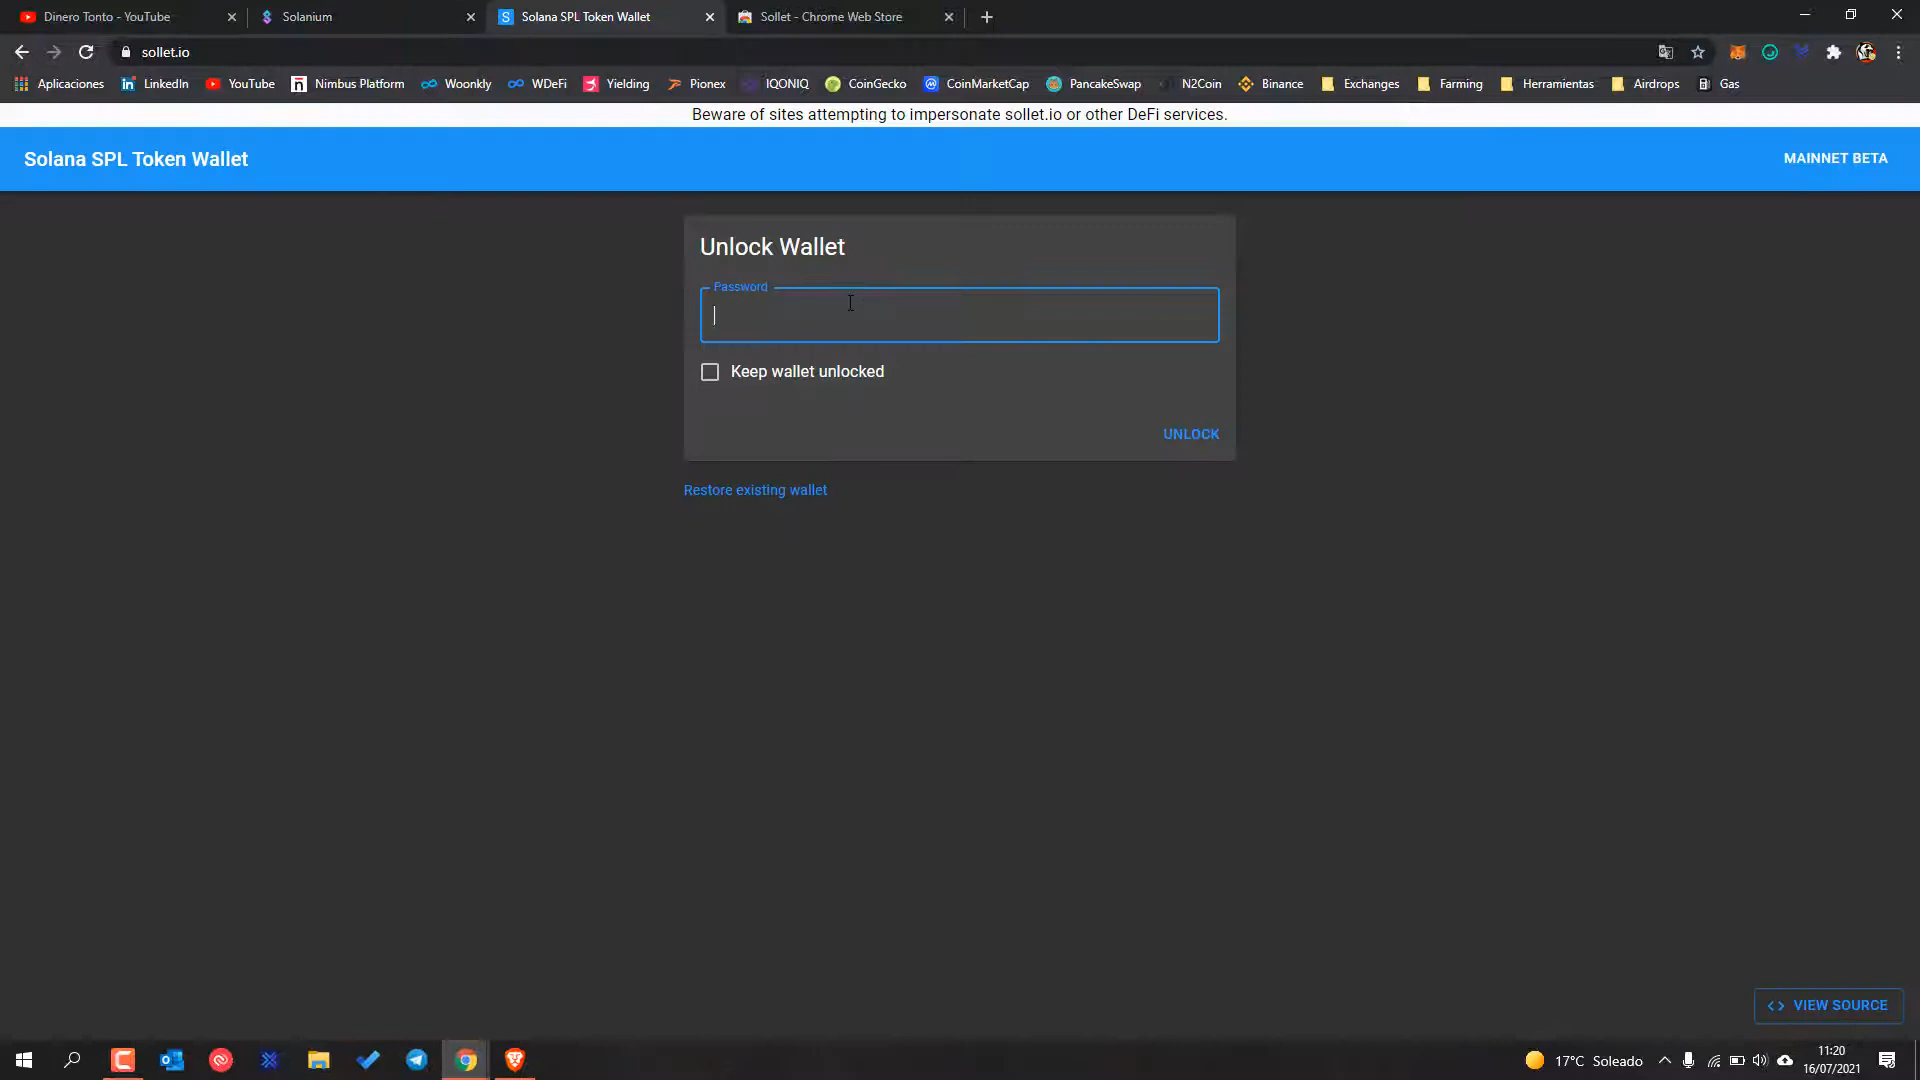 Dinero Tonto - YouTube
Solanium
Solana SPL Token Wallet
Sollet - Chrome Web Store
sollet.io
Aplicaciones
LinkedIn
YouTube
Nimbus Platform
Woonkly
WDeFi
Yielding
Pionex
IQONIQ
CoinGecko
CoinMarketCap
PancakeSwap
N2Coin
Binance
Exchanges
Farming
Herramientas
Airdrops
Gas
Beware of sites attempting to impersonate sollet.io or other DeFi services.
Solana SPL Token Wallet
MAINNET BETA
Unlock Wallet
Password
Keep wallet unlocked
UNLOCK
Restore existing wallet
VIEW SOURCE
17°C Soleado
11:20
16/07/2021